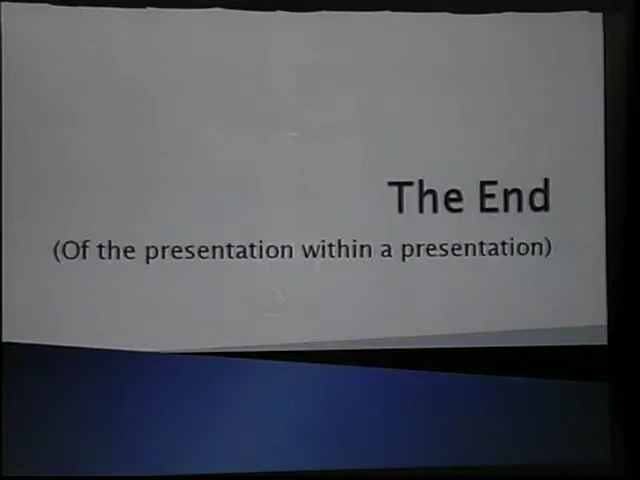 The End
(Of the presentation within a presentation)